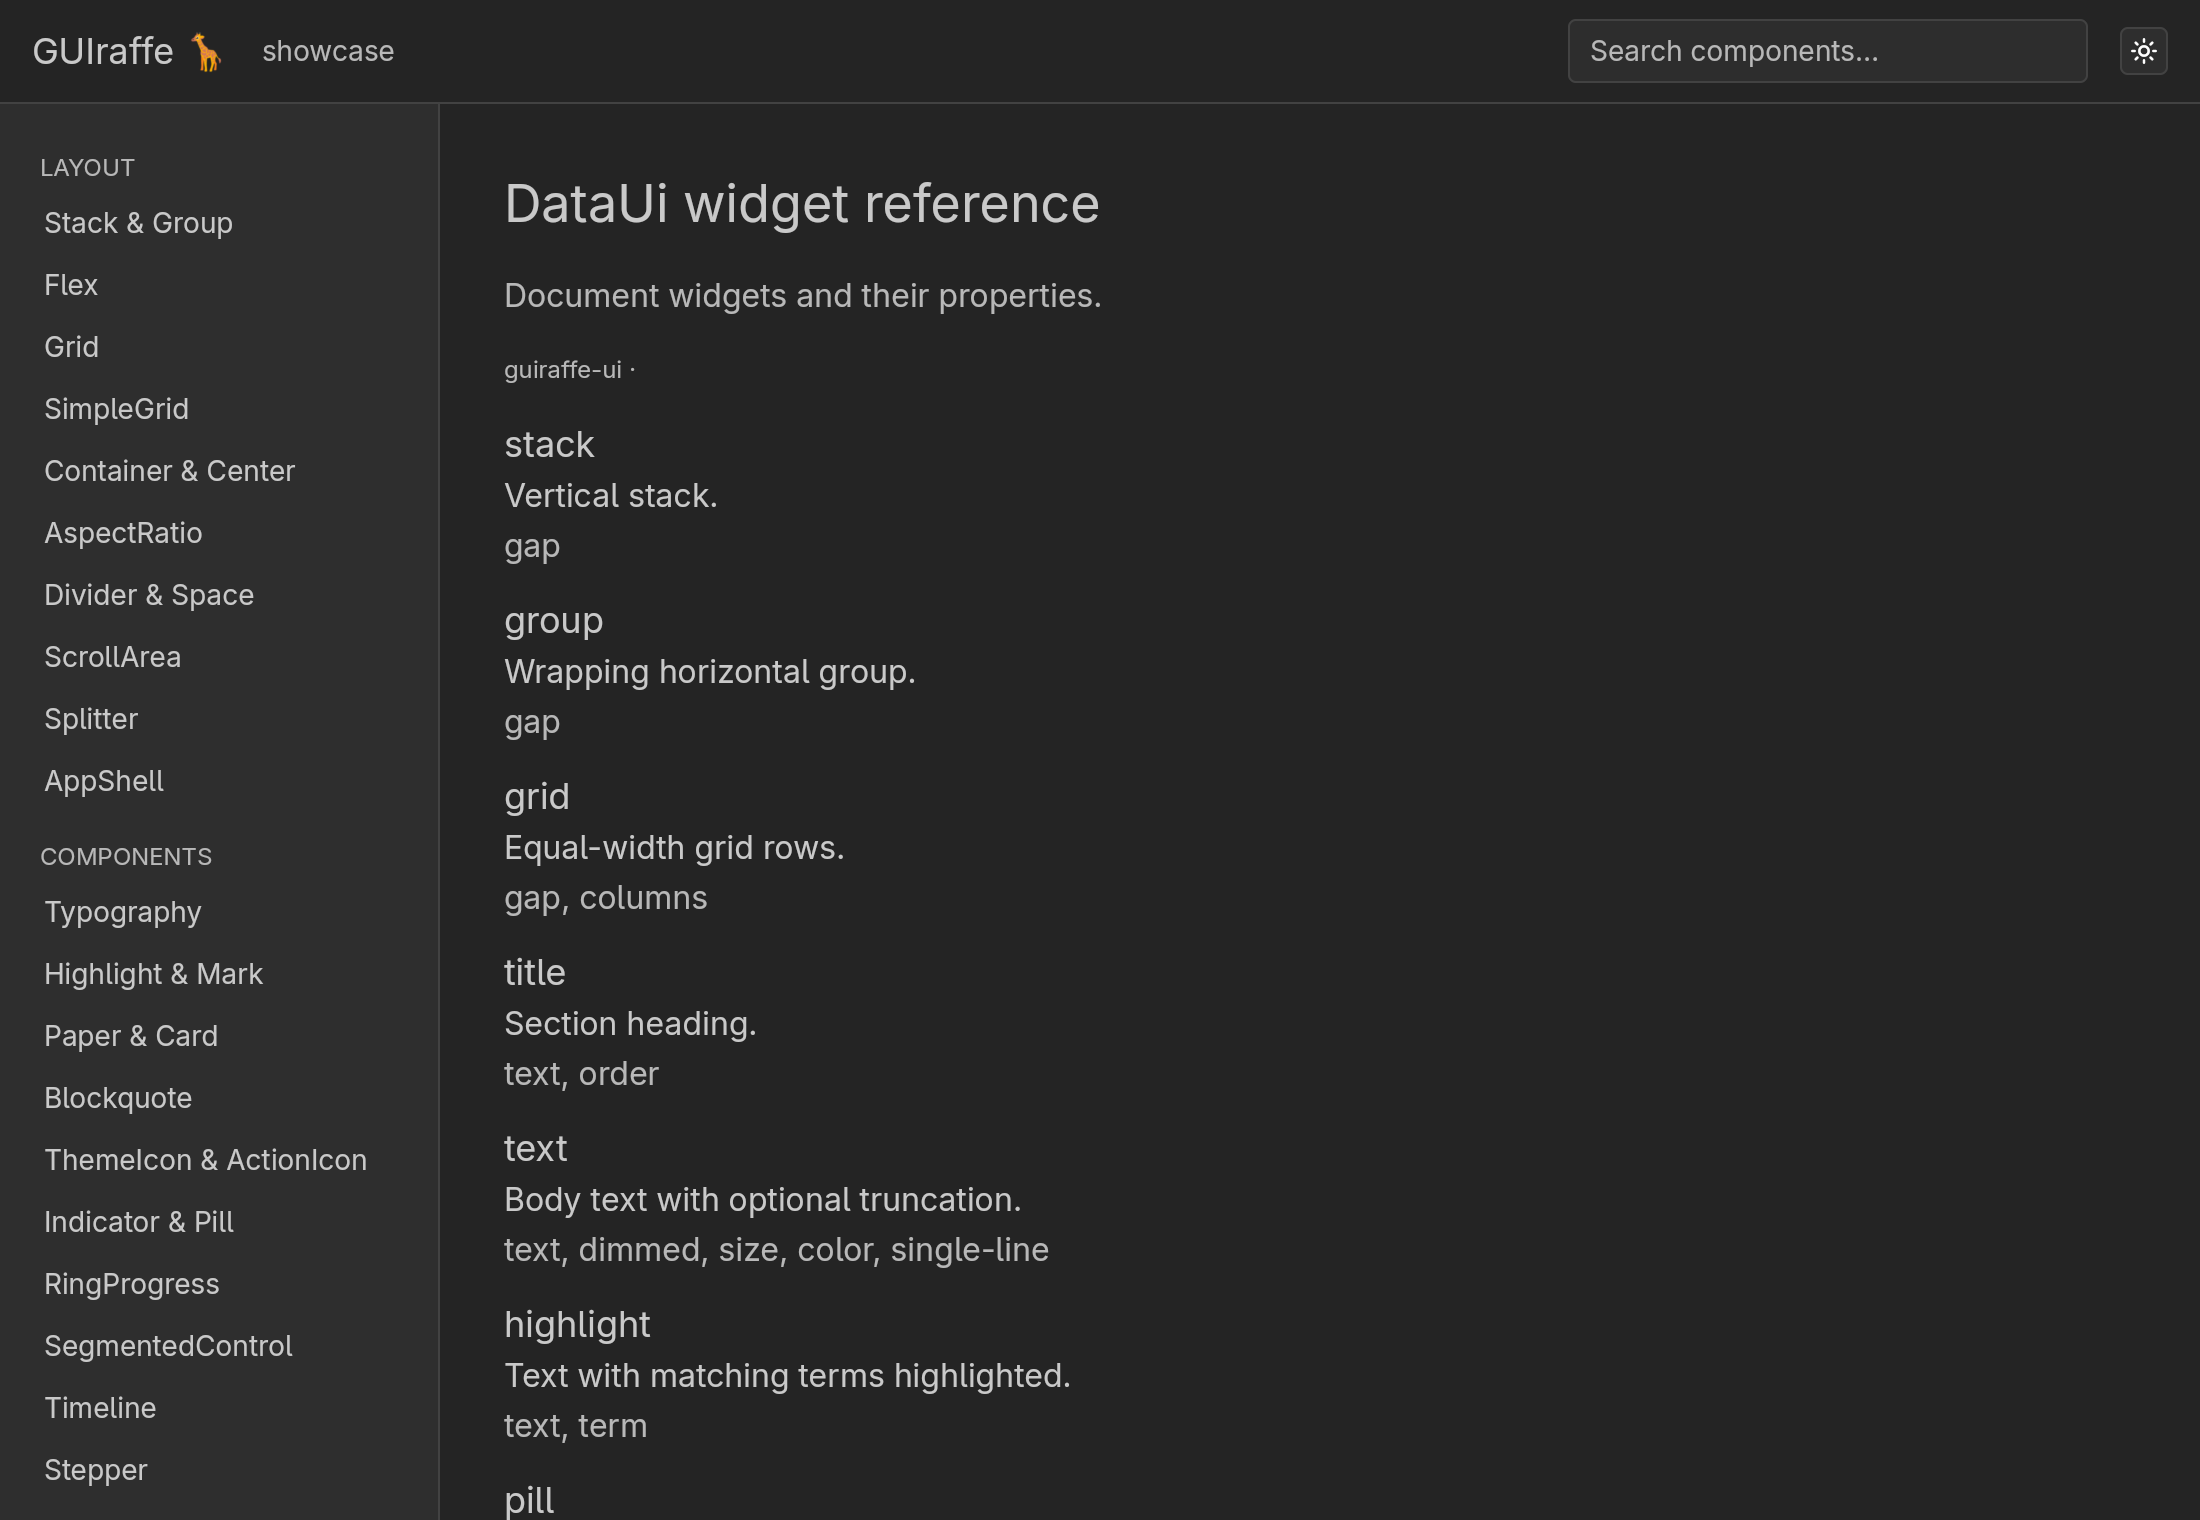 GUIraffe 🦒
showcase
Search components...
LAYOUT
Stack & Group
Flex
Grid
SimpleGrid
Container & Center
AspectRatio
Divider & Space
ScrollArea
Splitter
AppShell
COMPONENTS
Typography
Highlight & Mark
Paper & Card
Blockquote
ThemeIcon & ActionIcon
Indicator & Pill
RingProgress
SegmentedControl
Timeline
Stepper
DataUi widget reference
Document widgets and their properties.
guiraffe-ui ·
stack
Vertical stack.
gap
group
Wrapping horizontal group.
gap
grid
Equal-width grid rows.
gap, columns
title
Section heading.
text, order
text
Body text with optional truncation.
text, dimmed, size, color, single-line
highlight
Text with matching terms highlighted.
text, term
pill